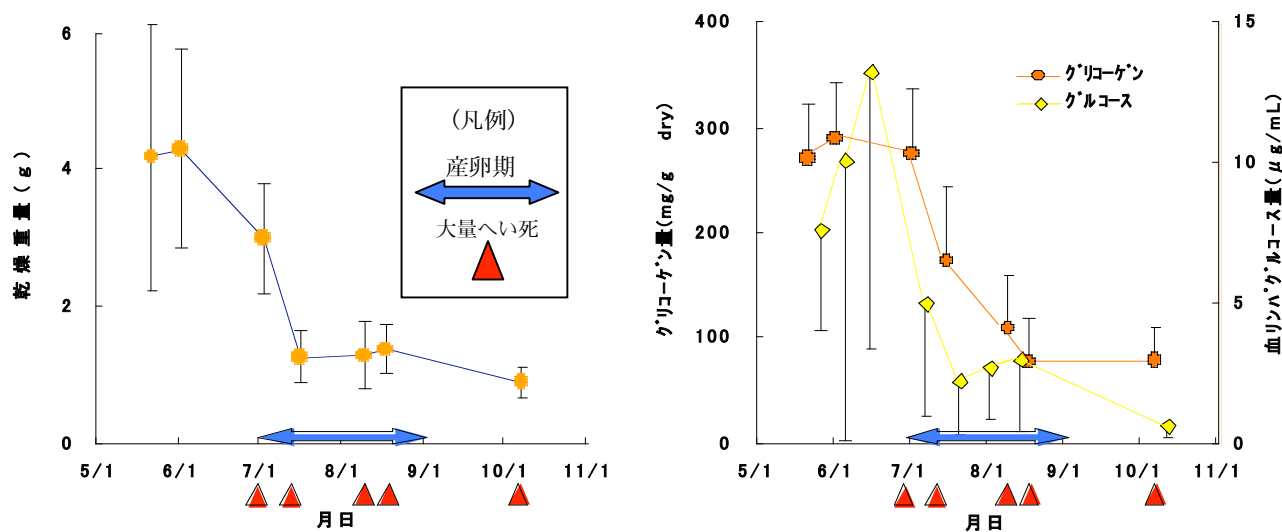 6
4
2
0
乾燥重量(g)
5/1 6/1 7/1 8/1 9/1 10/1 11/1
月日
(凡例)
産卵期
大量へい死
400
300
200
100
0
グリコーゲン量(mg/g dry)
グリコーゲン
グルコース
15
10
5
0
血リンパグルコース量(μg/mL)
5/1 6/1 7/1 8/1 9/1 10/1 11/1
月日